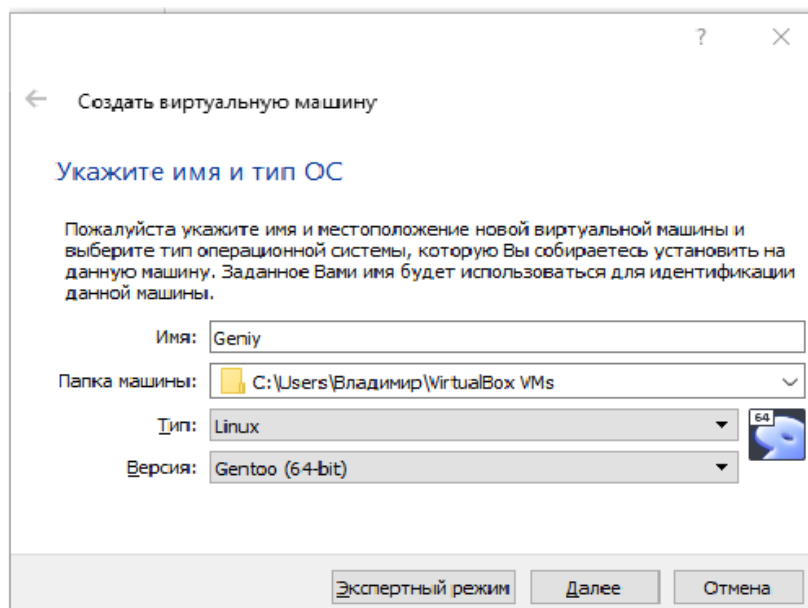 ?
Создать виртуальную машину
Укажите имя и тип ОС
Пожалуйста укажите имя и местоположение новой виртуальной машины и
выберите тип операционной системы, которую Вы собираетесь установить на
данную машину. Заданное Вами имя будет использоваться для идентификации
данной машины.
Имя: Geniy
Папка машины: C:\Users\Владимир\VirtualBox VMs
Тип: Linux
64
Версия: Gentoo (64-bit)
Экспертный режим Далее Отмена